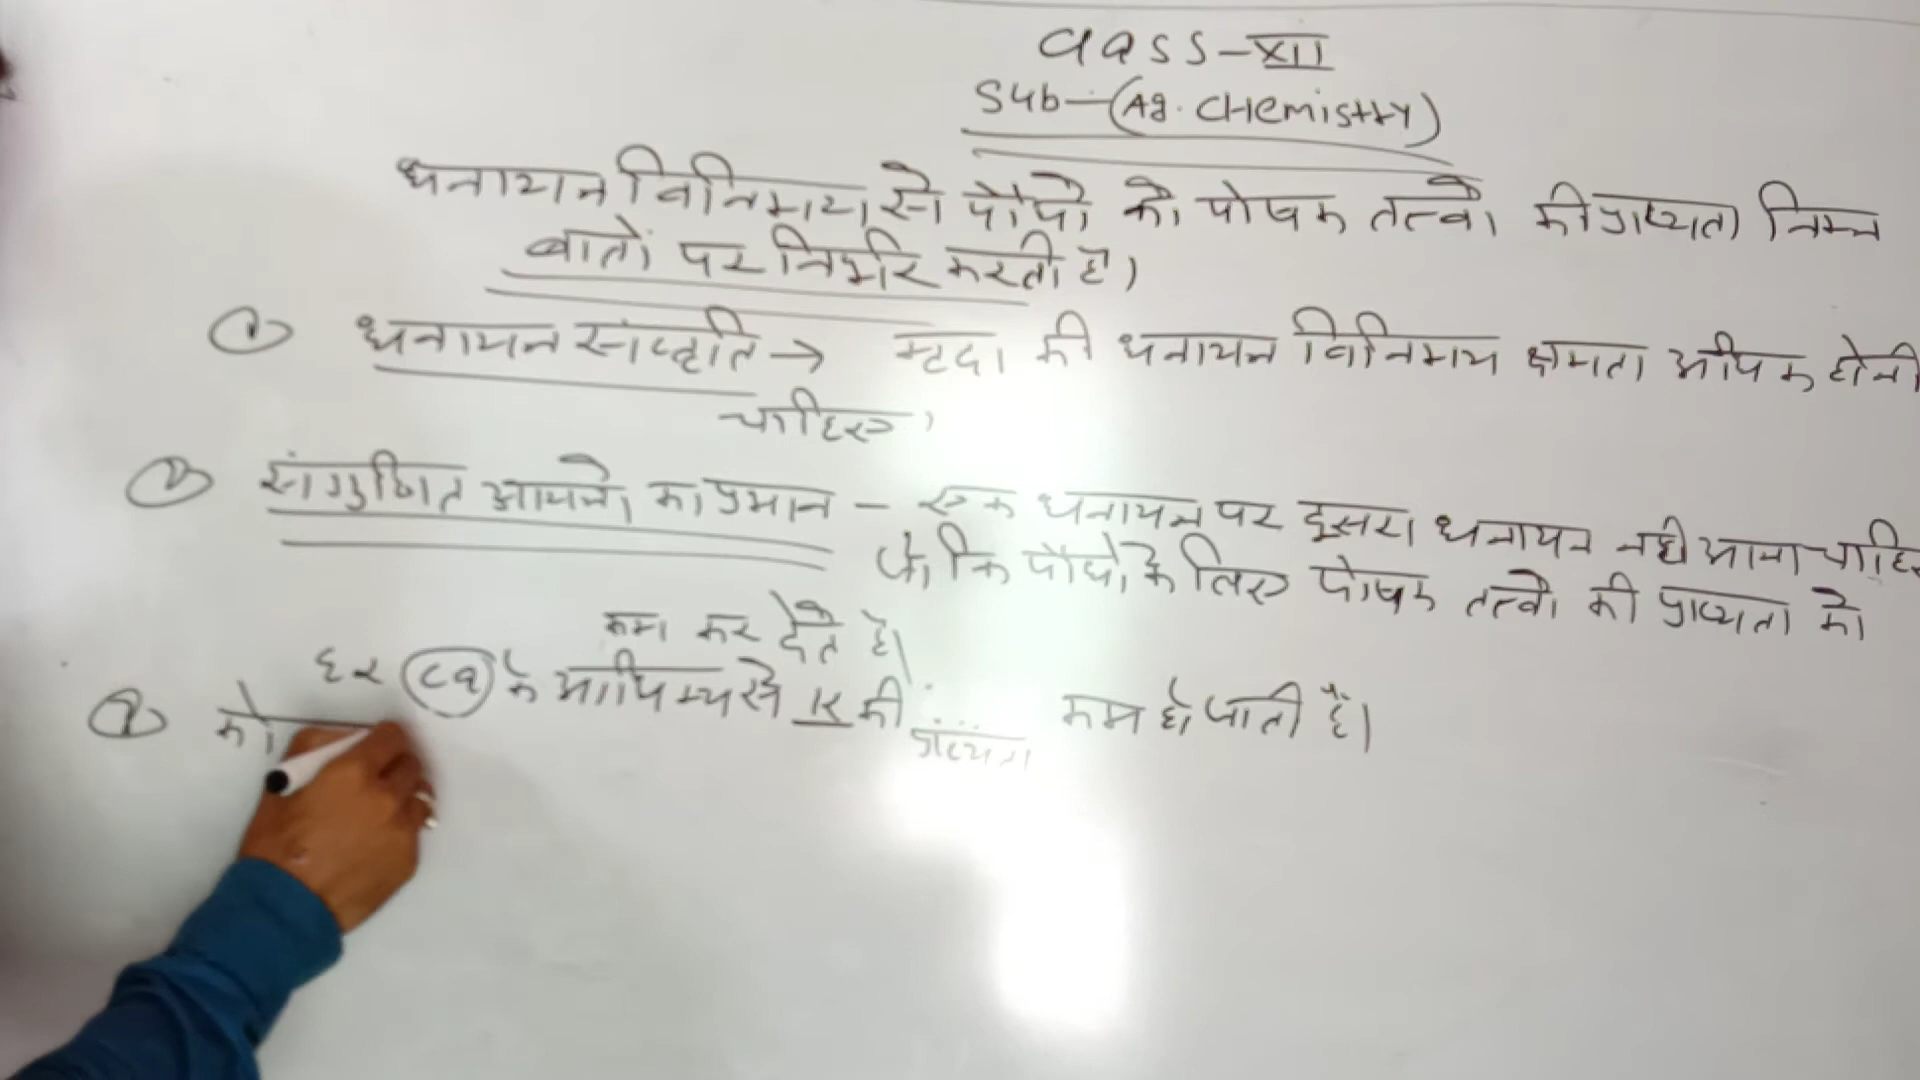 Class-XII
Sub-(Ag. Chemistry)
धनायन विनिमय से पौधों को पोषक तत्वों की प्राप्यता निम्न
बातों पर निर्भर करती है।
① धनायन सांद्रता → मृदा की धनायन विनिमय क्षमता अधिक होनी
चाहिए।
② संगुणित आयनों का प्रभाव - एक धनायन पर दूसरा धनायन नही आना चाहिए
जो कि पौधो के लिए पोषक तत्वो की प्राप्यता को
कम कर देते है।
Ca के आधिक्य से K की प्राप्यता कम हो जाती है।
को